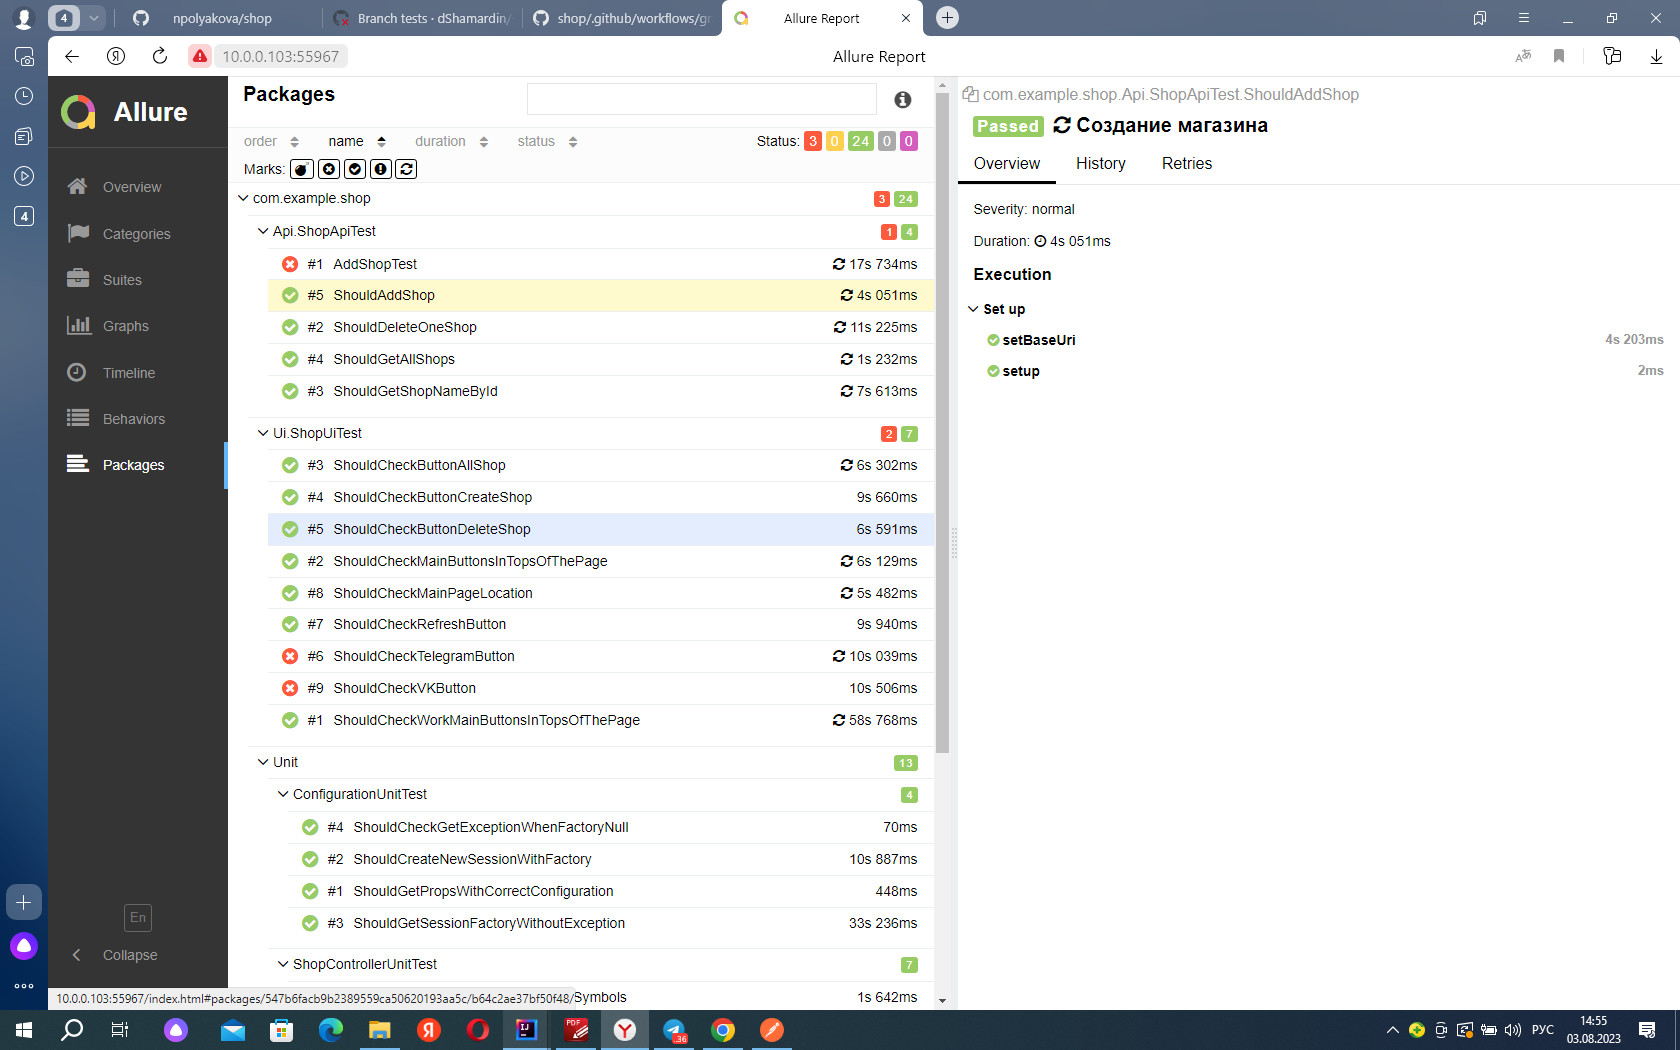 4
npolyakova/shop
Branch tests · dShamardin/
shop/.github/workflows/gr
Allure Report
10.0.0.103:55967
Allure Report
4
Allure
Overview
Categories
Suites
Graphs
Timeline
Behaviors
Packages
En
Collapse
Packages
order name duration status
Status: 3 0 24 0 0
Marks:
com.example.shop 3 24
Api.ShopApiTest 1 4
#1 AddShopTest 17s 734ms
#5 ShouldAddShop 4s 051ms
#2 ShouldDeleteOneShop 11s 225ms
#4 ShouldGetAllShops 1s 232ms
#3 ShouldGetShopNameById 7s 613ms
Ui.ShopUiTest 2 7
#3 ShouldCheckButtonAllShop 6s 302ms
#4 ShouldCheckButtonCreateShop 9s 660ms
#5 ShouldCheckButtonDeleteShop 6s 591ms
#2 ShouldCheckMainButtonsInTopsOfThePage 6s 129ms
#8 ShouldCheckMainPageLocation 5s 482ms
#7 ShouldCheckRefreshButton 9s 940ms
#6 ShouldCheckTelegramButton 10s 039ms
#9 ShouldCheckVKButton 10s 506ms
#1 ShouldCheckWorkMainButtonsInTopsOfThePage 58s 768ms
Unit 13
ConfigurationUnitTest 4
#4 ShouldCheckGetExceptionWhenFactoryNull 70ms
#2 ShouldCreateNewSessionWithFactory 10s 887ms
#1 ShouldGetPropsWithCorrectConfiguration 448ms
#3 ShouldGetSessionFactoryWithoutException 33s 236ms
ShopControllerUnitTest 7
Symbols 1s 642ms
10.0.0.103:55967/index.html#packages/547b6facb9b2389559ca50620193aa5c/b64c2ae37bf50f48/
com.example.shop.Api.ShopApiTest.ShouldAddShop
Passed Создание магазина
Overview History Retries
Severity: normal
Duration: 4s 051ms
Execution
Set up
setBaseUri 4s 203ms
setup 2ms
РУС
14:55
03.08.2023